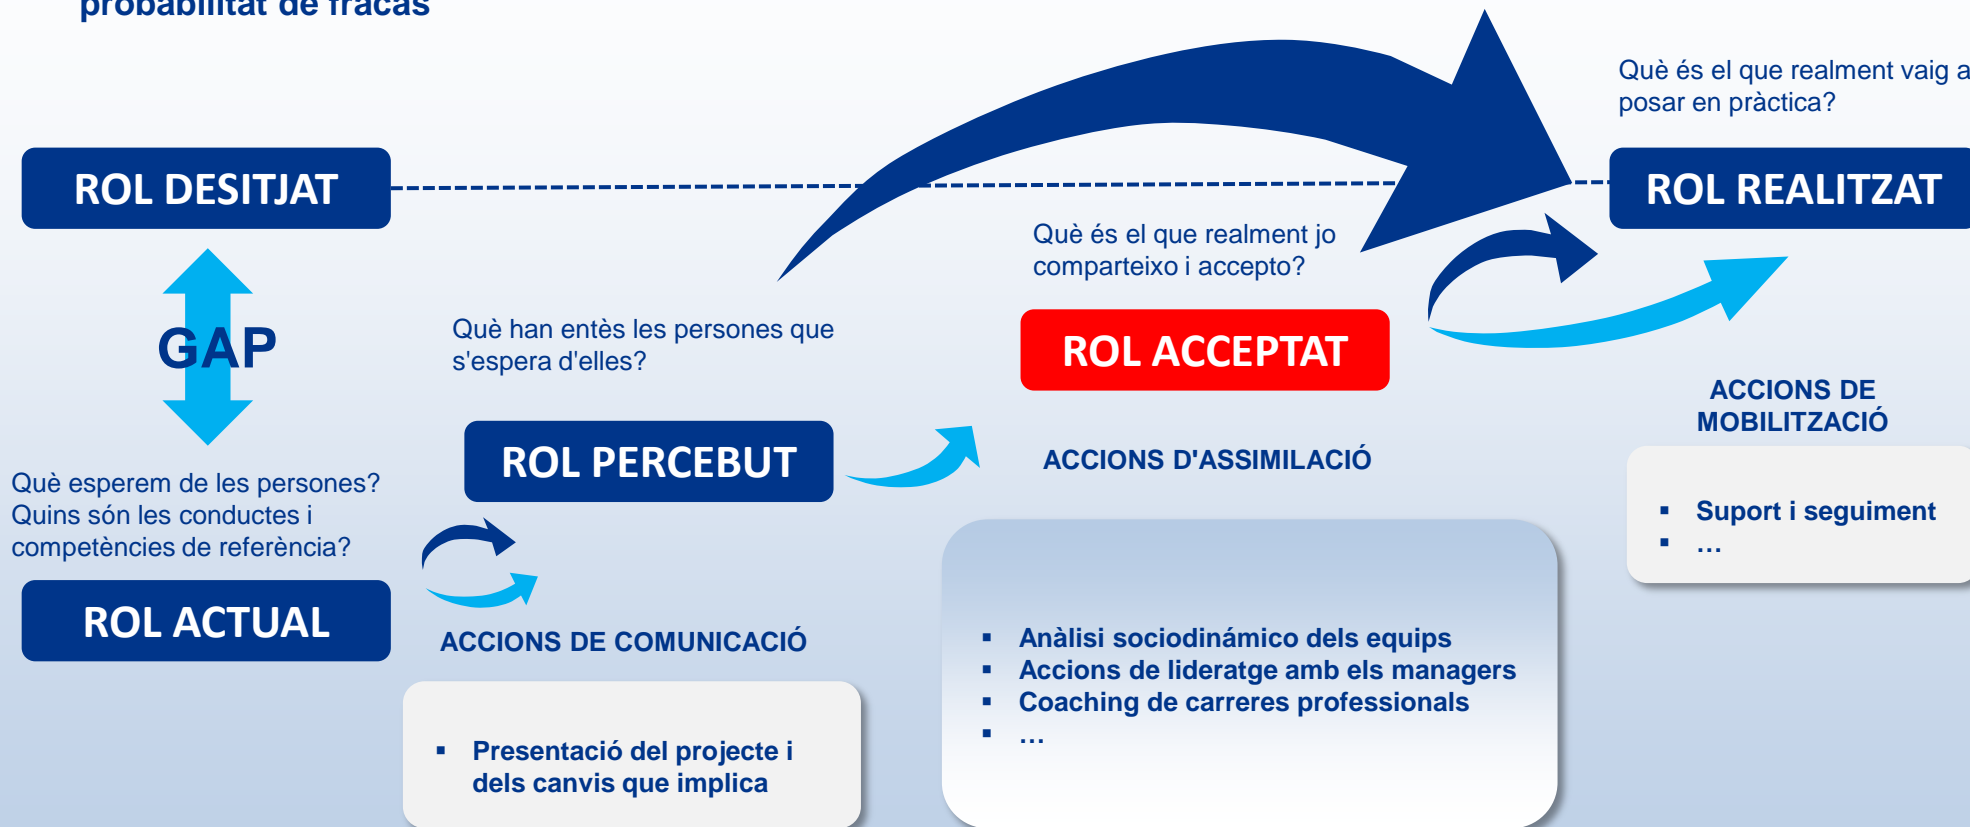 probabilitat de fracàs
Què és el que realment vaig a
posar en pràctica?
ROL DESITJAT
ROL REALITZAT
Què és el que realment jo
comparteixo i accepto?
GAP
Què han entès les persones que
s'espera d'elles?
ROL ACCEPTAT
ACCIONS DE
MOBILITZACIÓ
ROL PERCEBUT
ACCIONS D'ASSIMILACIÓ
Què esperem de les persones?
Quins són les conductes i
competències de referència?
▪ Suport i seguiment
▪ …
ROL ACTUAL
ACCIONS DE COMUNICACIÓ
▪ Anàlisi sociodinámico dels equips
▪ Accions de lideratge amb els managers
▪ Coaching de carreres professionals
▪ …
▪ Presentació del projecte i
dels canvis que implica